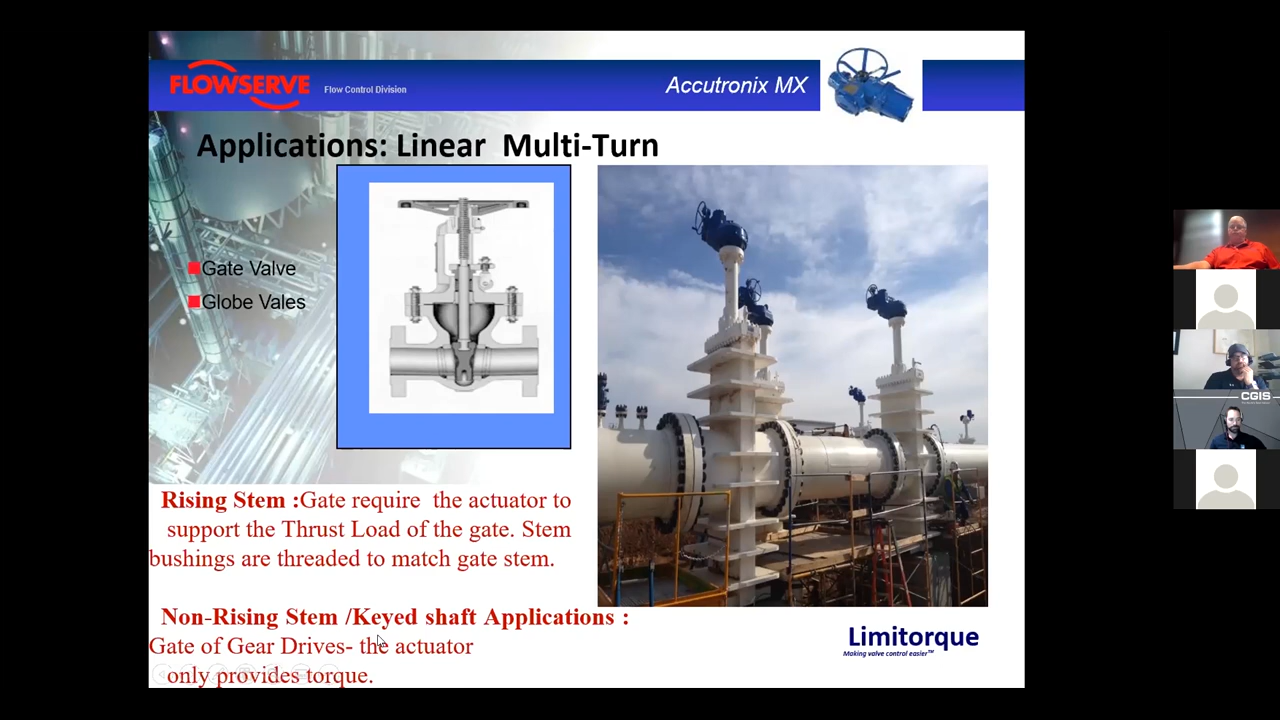 FLOWSERVE
Flow Control Division
Accutronix MX
Applications: Linear Multi-Turn
Gate Valve
Globe Vales
Rising Stem :Gate require the actuator to
support the Thrust Load of the gate. Stem
bushings are threaded to match gate stem.
Non-Rising Stem /Keyed shaft Applications :
Gate of Gear Drives- the actuator
only provides torque.
Limitorque
Making valve control easier™
CGIS